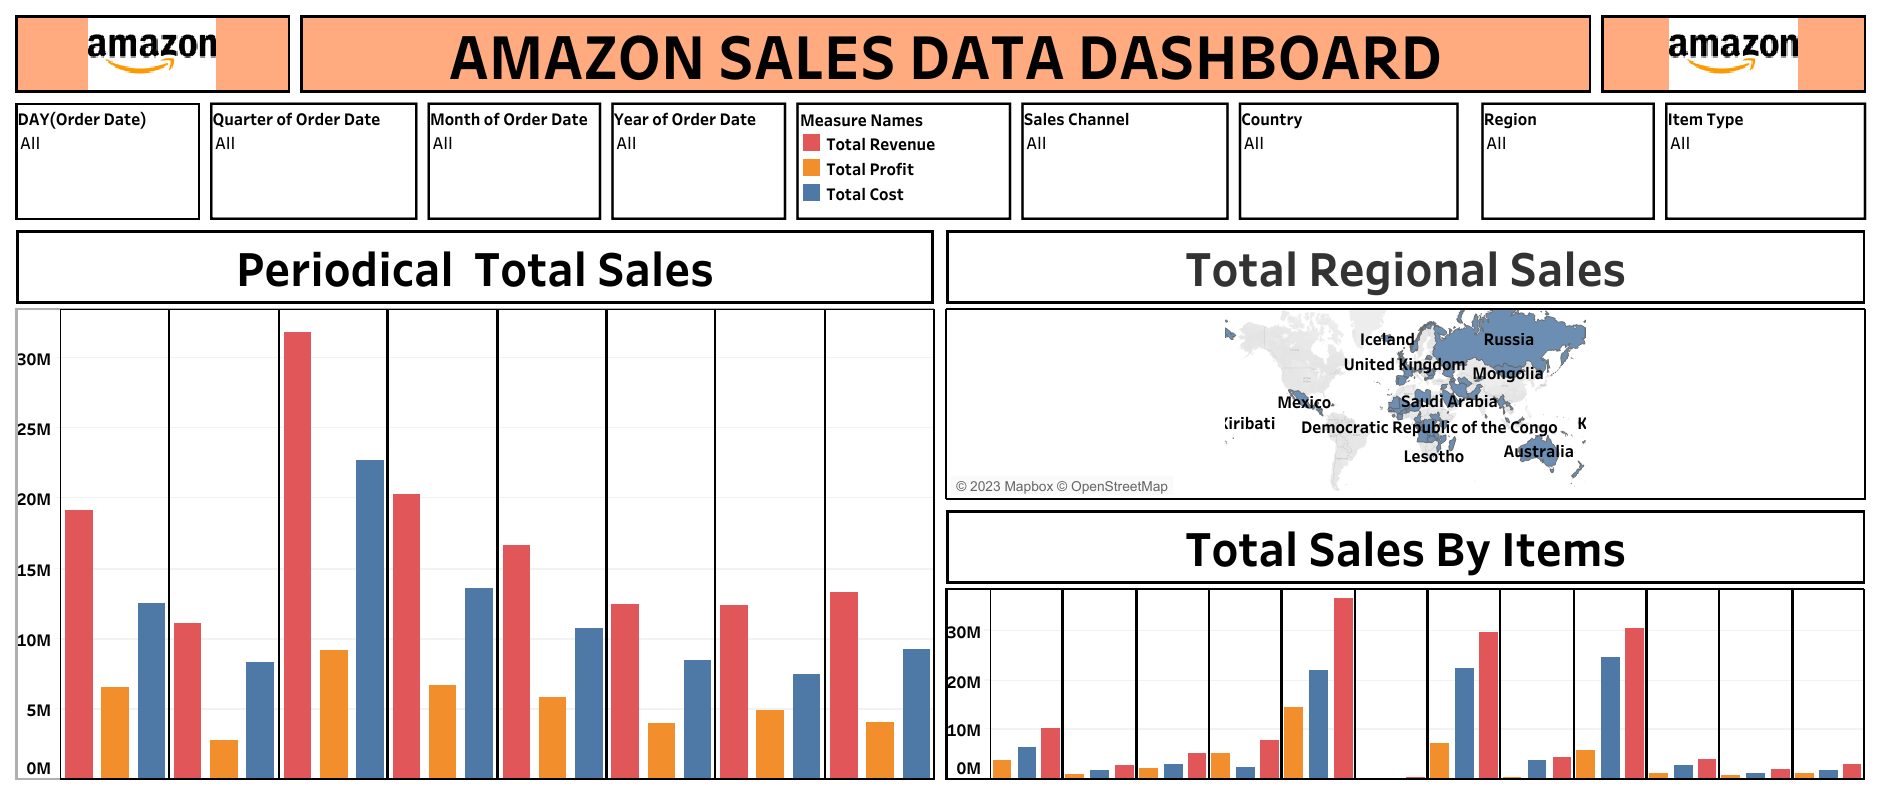 amazon
AMAZON SALES DATA DASHBOARD
amazon
DAY(Order Date)
All
Quarter of Order Date
All
Month of Order Date
All
Year of Order Date
All
Measure Names
Total Revenue
Total Profit
Total Cost
Sales Channel
All
Country
All
Region
All
Item Type
All
Periodical  Total Sales
30M
25M
20M
15M
10M
5M
0M
Total Regional Sales
Iceland
Russia
United Kingdom
Mongolia
Mexico
Saudi Arabia
Kiribati
Democratic Republic of the Congo
K
Lesotho
Australia
© 2023 Mapbox © OpenStreetMap
Total Sales By Items
30M
20M
10M
0M